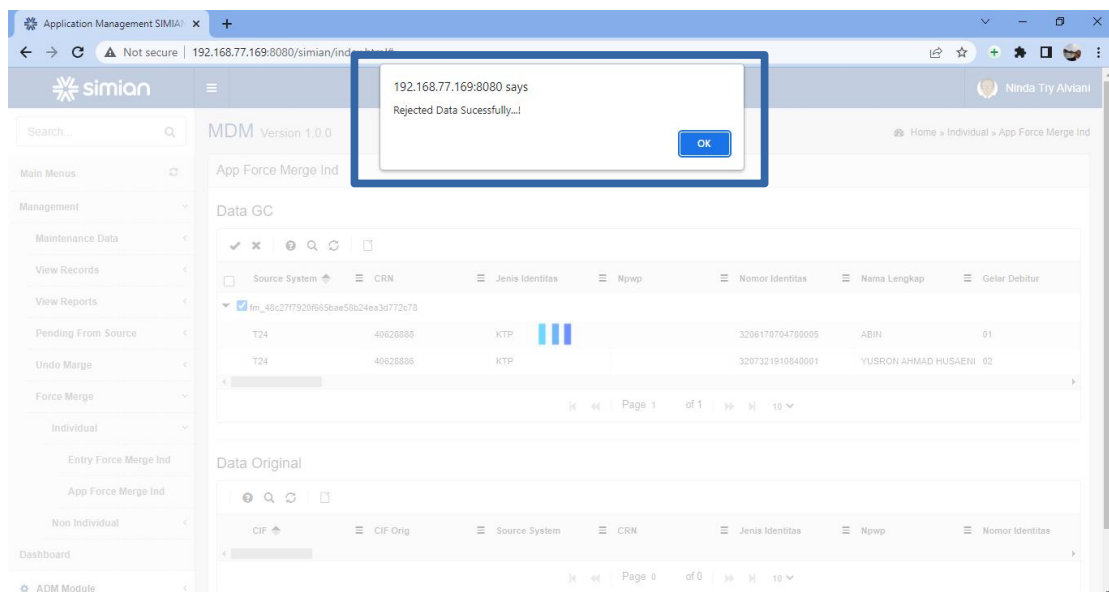 Application Management SIMIAN
Not secure | 192.168.77.169:8080/simian/index.html#
192.168.77.169:8080 says
Rejected Data Sucessfully...!
OK
simian
Ninda Try Alviani
Search...
MDM Version 1.0.0
Home » Individual » App Force Merge Ind
Main Menus.
App Force Merge Ind
Management
Data GC
Maintenance Data
View Records
Source System CRN Jenis Identitas Npwp Nomor Identitas Nama Lengkap Gelar Debitur
View Reports
fm_48c27f7920f665bae58b24ea3d772c78
Pending From Source
T24 40628888 KTP 3206170704780005 ABIN 01
Undo Marge
T24 40628886 KTP 3207321910840001 YUSRON AHMAD HUSAENI 02
Force Merge
Page 1 of 1 10
Individual
Entry Force Merge Ind
Data Original
App Force Merge Ind
Non Individual
CIF CIF Orig Source System CRN Jenis Identitas Npwp Nomor Identitas
Dashboard
Page 0 of 0 10
ADM Module